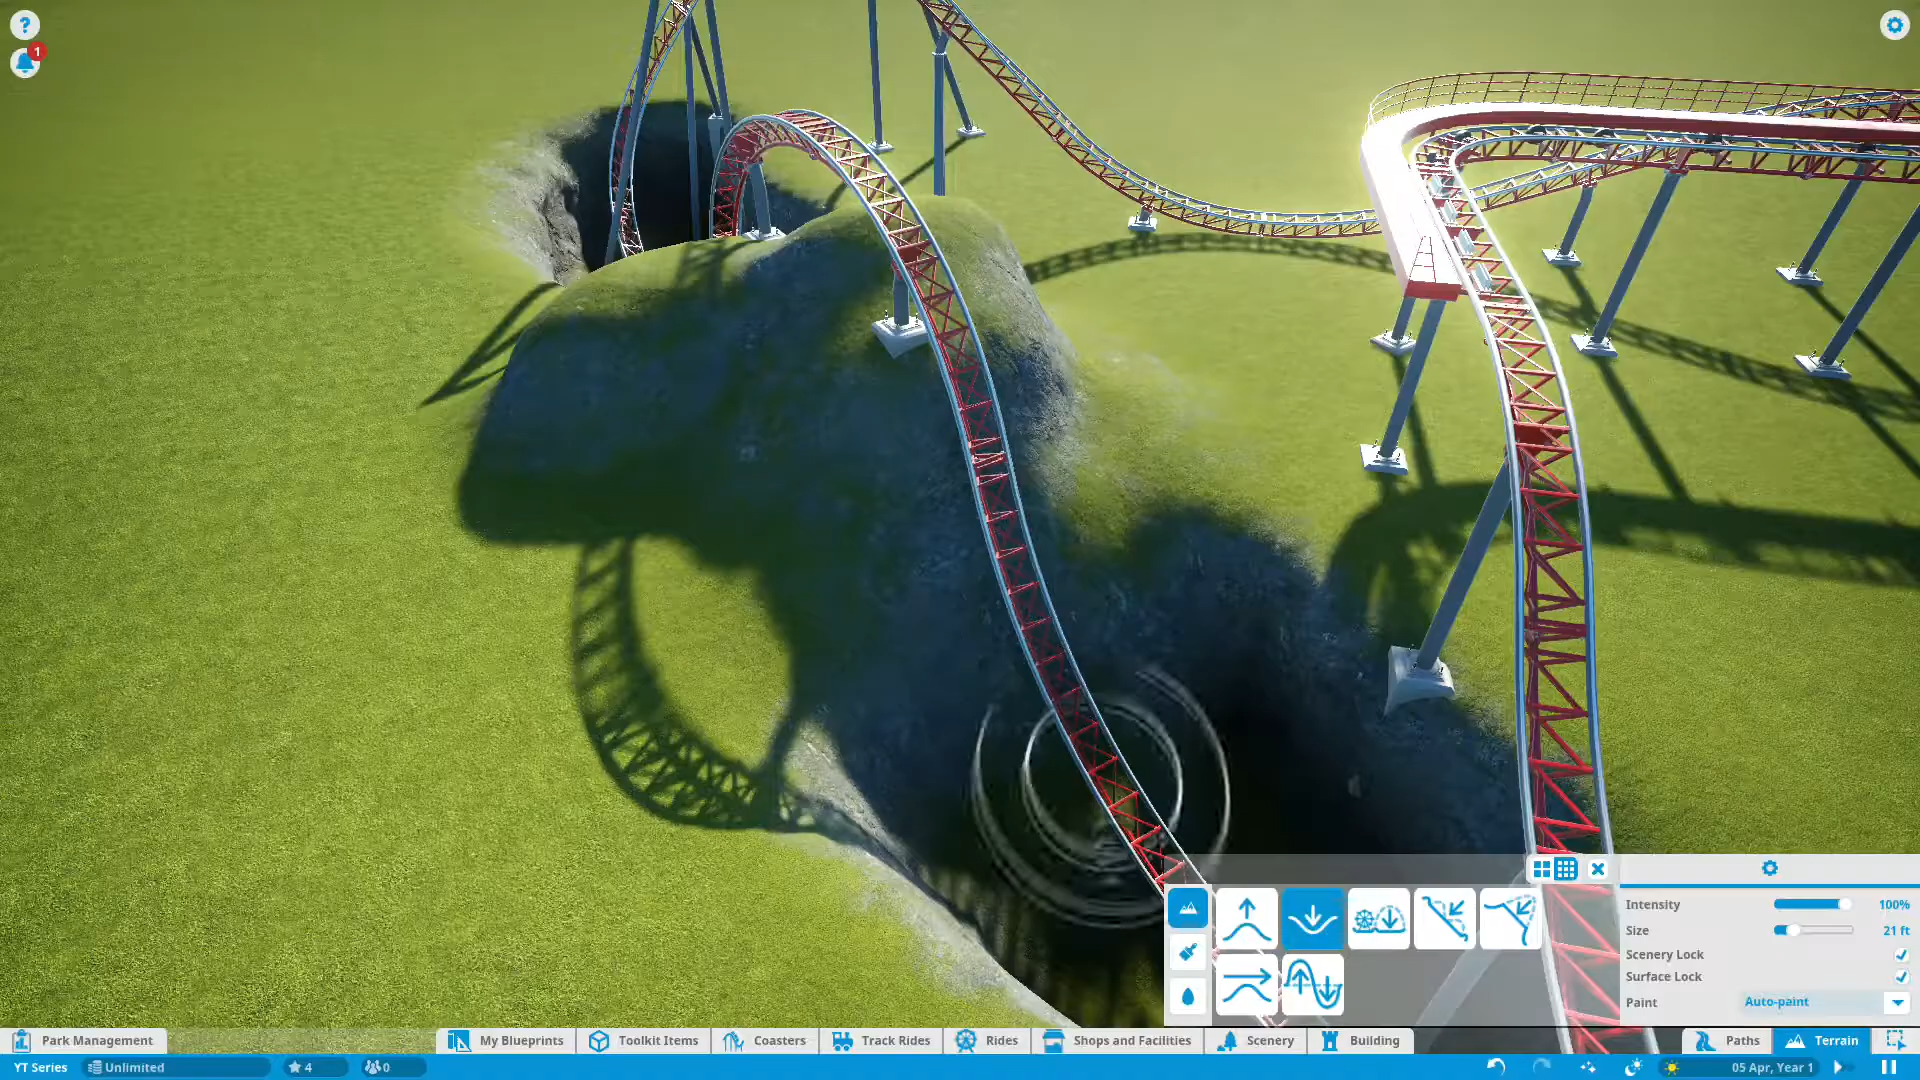 ?
1
Intensity 100%
Size 21 ft
Scenery Lock
Surface Lock
Paint Auto-paint
Park Management My Blueprints Toolkit Items Coasters Track Rides Rides Shops and Facilities Scenery Building Paths Terrain
YT Series Unlimited 4 0 05 Apr, Year 1